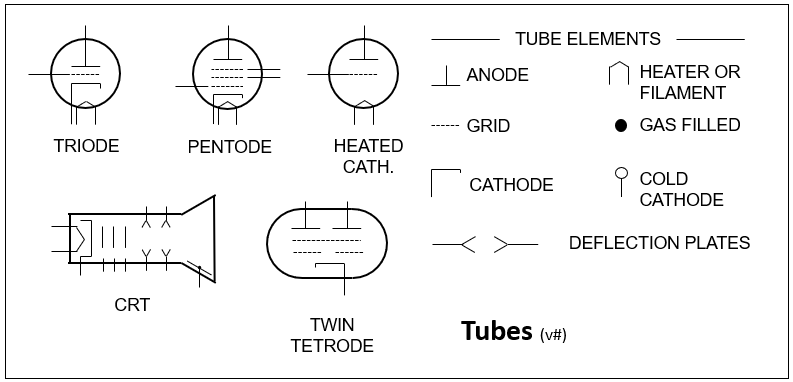 TUBE ELEMENTS
TRIODE
PENTODE
HEATED
CATH.
ANODE
HEATER OR
FILAMENT
GRID
GAS FILLED
CATHODE
COLD
CATHODE
DEFLECTION PLATES
CRT
TWIN
TETRODE
Tubes (v#)